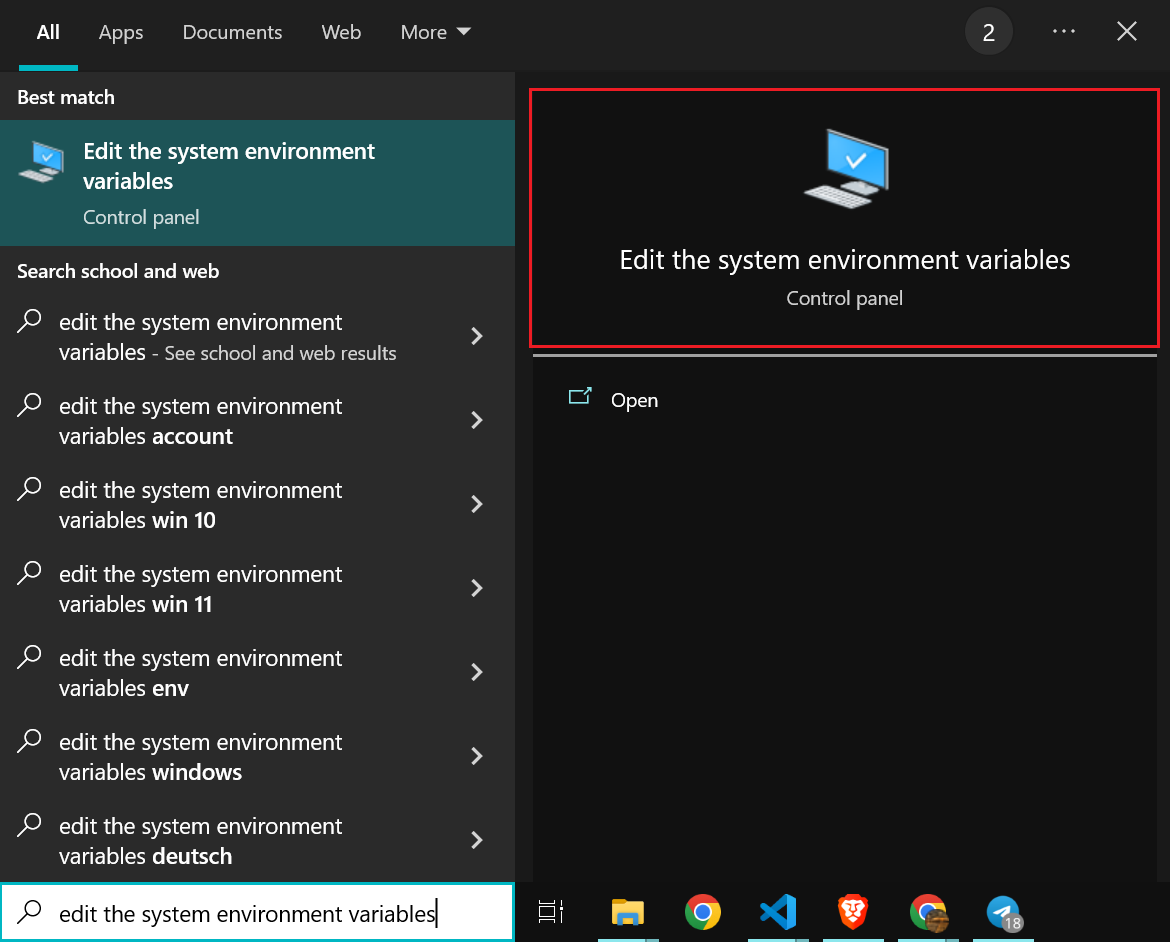 All Apps Documents Web More 2
Best match
Edit the system environment
variables
Control panel
Search school and web
edit the system environment
variables - See school and web results
edit the system environment
variables account
edit the system environment
variables win 10
edit the system environment
variables win 11
edit the system environment
variables env
edit the system environment
variables windows
edit the system environment
variables deutsch
edit the system environment variables
Edit the system environment variables
Control panel
Open
18